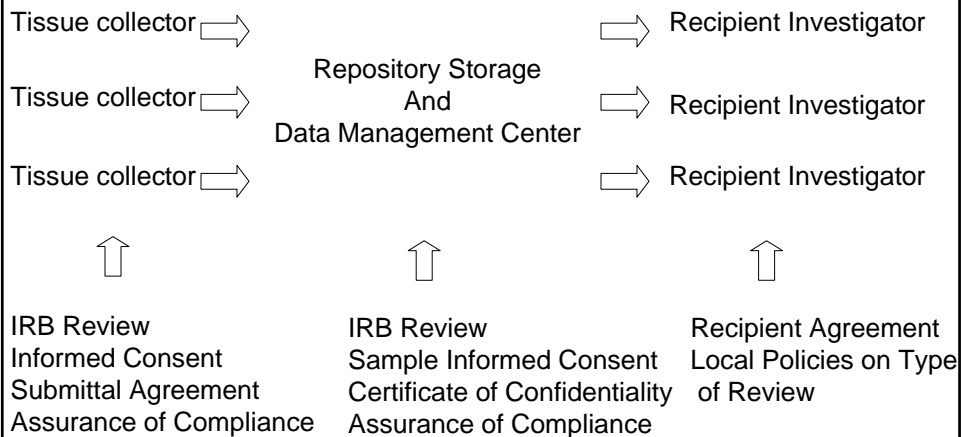 Tissue collector
Recipient Investigator
Repository Storage
And
Data Management Center
Tissue collector
Recipient Investigator
Tissue collector
Recipient Investigator
IRB Review
Informed Consent
Submittal Agreement
Assurance of Compliance
IRB Review
Sample Informed Consent
Certificate of Confidentiality
Assurance of Compliance
Recipient Agreement
Local Policies on Type
of Review